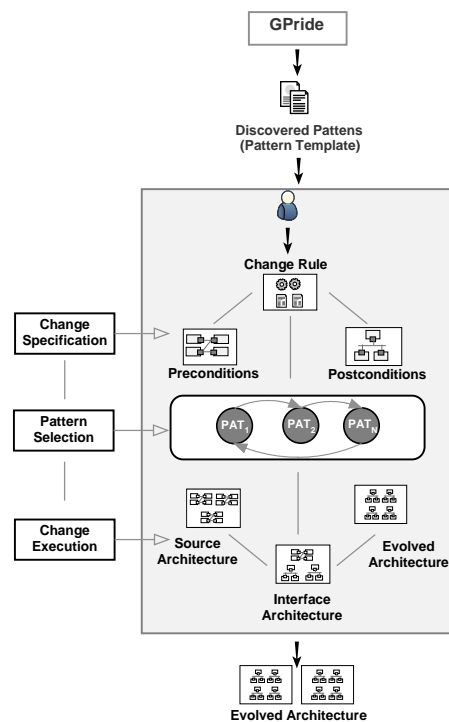 GPride
Discovered Pattens
(Pattern Template)
Change Rule
Change
Specification
Preconditions
Postconditions
Pattern
Selection
PAT1
PAT2
PATN
Change
Execution
Source
Architecture
Evolved
Architecture
Interface
Architecture
Evolved Architecture